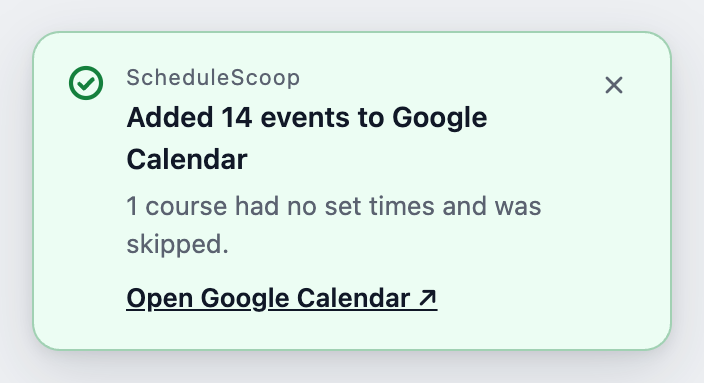 ScheduleScoop
Added 14 events to Google
Calendar
1 course had no set times and was
skipped.
Open Google Calendar ↗